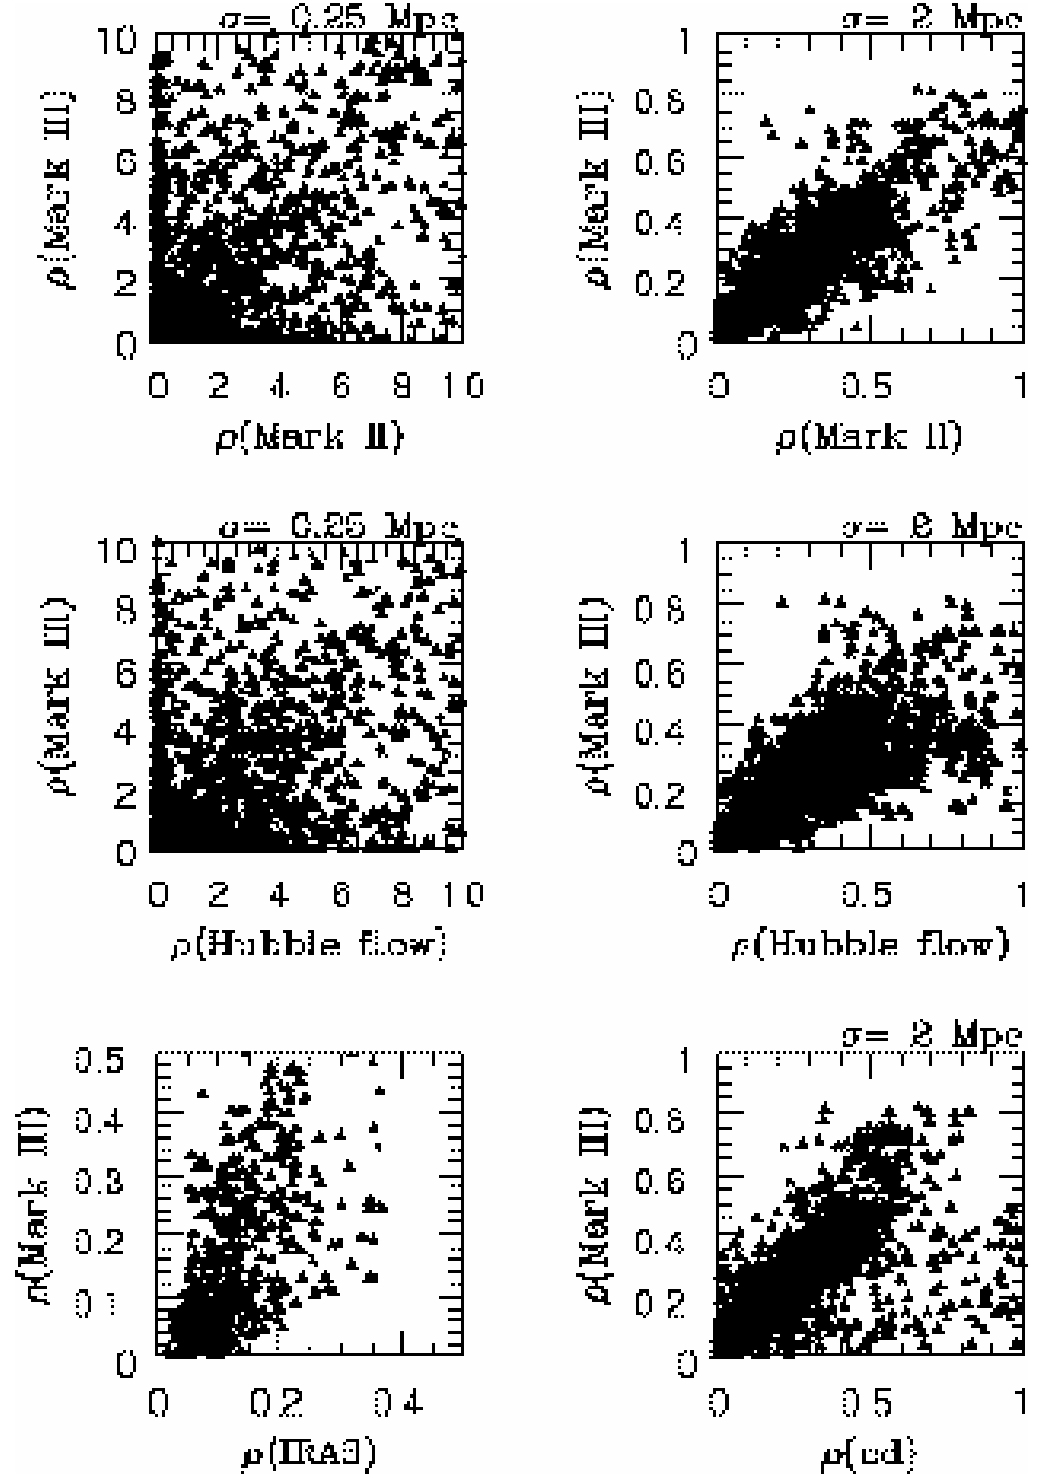 σ= 0.25 Mpc
10
8
6
4
2
0
ρ(Mark III)
0 2 4 6 8 10
ρ(Mark II)
σ= 2 Mpc
1
0.8
0.6
0.4
0.2
0
ρ(Mark III)
0 0.5 1
ρ(Mark II)
σ= 0.25 Mpc
10
8
6
4
2
0
ρ(Mark III)
0 2 4 6 8 10
ρ(Hubble flow)
σ= 2 Mpc
1
0.8
0.6
0.4
0.2
0
ρ(Mark III)
0 0.5 1
ρ(Hubble flow)
0.5
0.4
0.3
0.2
0.1
0
ρ(Mark III)
0 0.2 0.4
ρ(IRAS)
σ= 2 Mpc
1
0.8
0.6
0.4
0.2
0
ρ(Mark III)
0 0.5 1
ρ(cd)